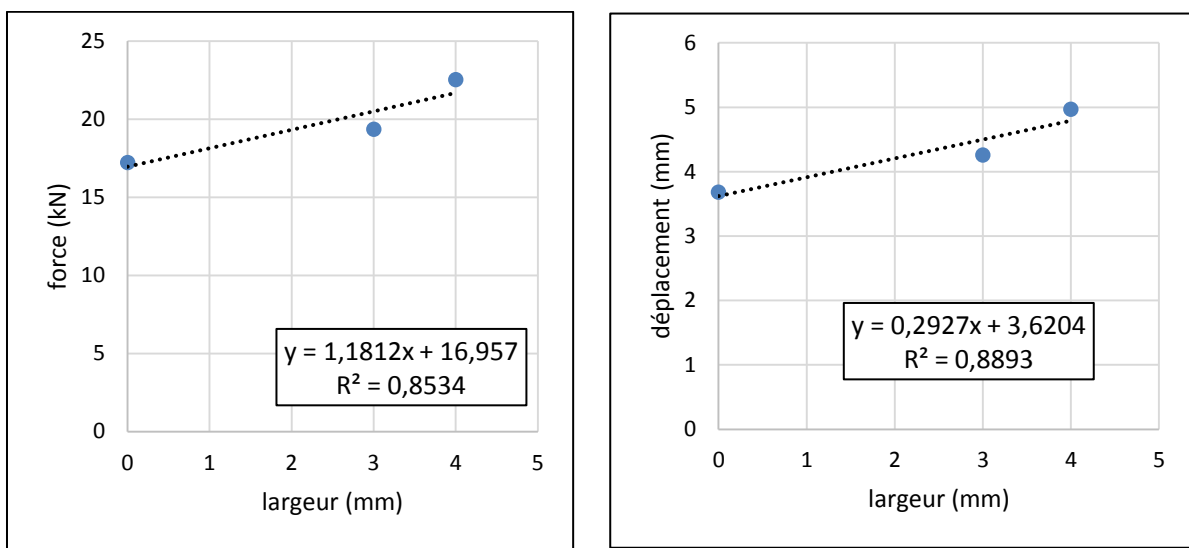 25
20
15
10
5
0
force (kN)
y = 1,1812x + 16,957
R² = 0,8534
0 1 2 3 4 5
largeur (mm)
6
5
4
3
2
1
0
déplacement (mm)
y = 0,2927x + 3,6204
R² = 0,8893
0 1 2 3 4 5
largeur (mm)